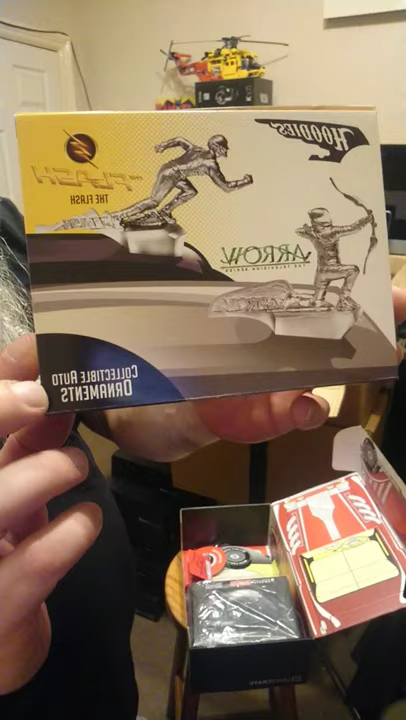 HOODIES
THE FLASH
THE FLASH
ARROW
THE TELEVISION SERIES
COLLECTIBLE AUTO
ORNAMENTS